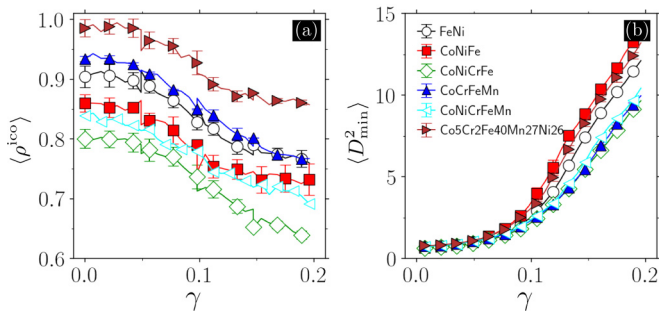 1.0
0.9
0.8
0.7
0.6
⟨ρ^ico⟩
(a)
0.0
0.1
0.2
γ
15
10
5
0
⟨D²min⟩
(b)
FeNi
CoNiFe
CoNiCrFe
CoCrFeMn
CoNiCrFeMn
Co5Cr2Fe40Mn27Ni26
0.0
0.1
0.2
γ